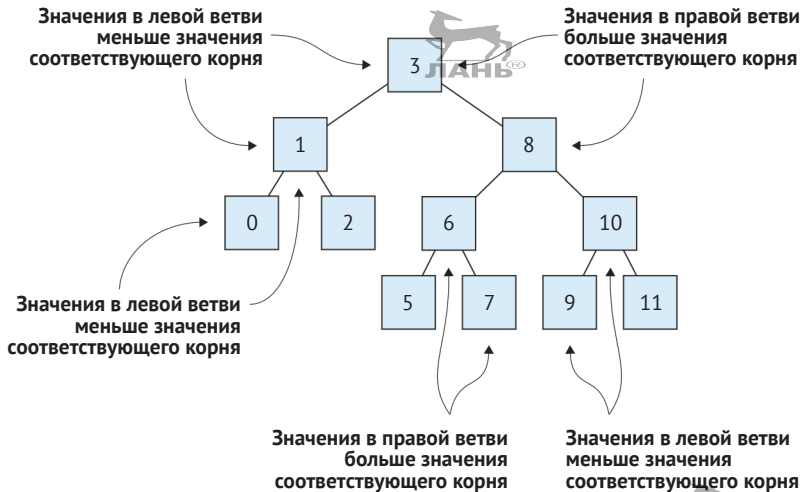 Значения в левой ветви
меньше значения
соответствующего корня
Значения в правой ветви
больше значения
соответствующего корня
ЛАНЬ®
3
1
8
0
2
6
10
5
7
9
11
Значения в левой ветви
меньше значения
соответствующего корня
Значения в правой ветви
больше значения
соответствующего корня
Значения в левой ветви
меньше значения
соответствующего корня